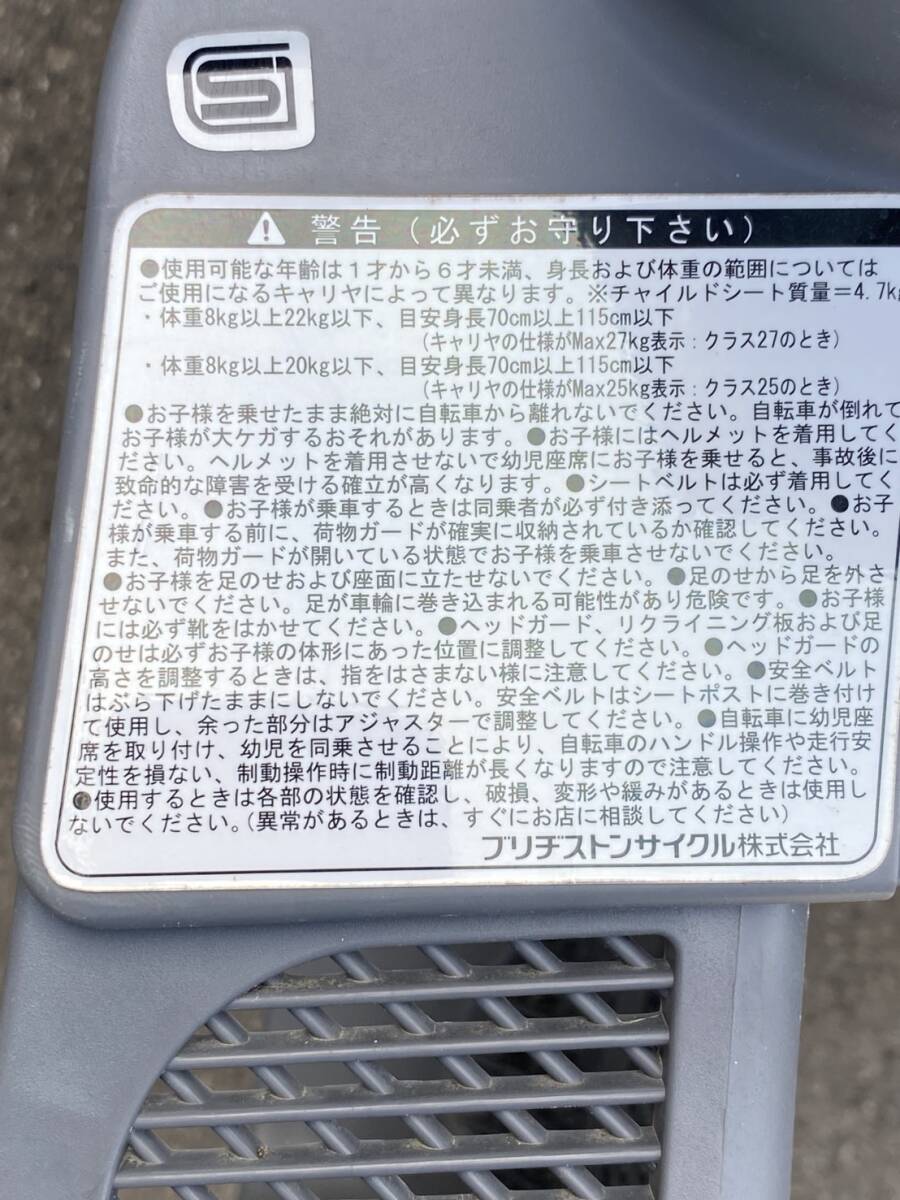 SG
⚠ 警告(必ずお守り下さい)
●使用可能な年齢は1才から6才未満、身長および体重の範囲については
ご使用になるキャリヤによって異なります。※チャイルドシート質量=4.7kg
・体重8kg以上22kg以下、目安身長70cm以上115cm以下
(キャリヤの仕様がMax27kg表示:クラス27のとき)
・体重8kg以上20kg以下、目安身長70cm以上115cm以下
(キャリヤの仕様がMax25kg表示:クラス25のとき)
●お子様を乗せたまま絶対に自転車から離れないでください。自転車が倒れて
お子様が大ケガするおそれがあります。●お子様にはヘルメットを着用してく
ださい。ヘルメットを着用させないで幼児座席にお子様を乗せると、事故後に
致命的な障害を受ける確立が高くなります。●シートベルトは必ず着用してく
ださい。●お子様が乗車するときは同乗者が必ず付き添ってください。●お子
様が乗車する前に、荷物ガードが確実に収納されているか確認してください。
また、荷物ガードが開いている状態でお子様を乗車させないでください。
●お子様を足のせおよび座面に立たせないでください。●足のせから足を外さ
せないでください。足が車輪に巻き込まれる可能性があり危険です。●お子様
には必ず靴をはかせてください。●ヘッドガード、リクライニング板および足
のせは必ずお子様の体形にあった位置に調整してください。●ヘッドガードの
高さを調整するときは、指をはさまない様に注意してください。●安全ベルト
はぶら下げたままにしないでください。安全ベルトはシートポストに巻き付け
て使用し、余った部分はアジャスターで調整してください。●自転車に幼児座
席を取り付け、幼児を同乗させることにより、自転車のハンドル操作や走行安
定性を損ない、制動操作時に制動距離が長くなりますので注意してください。
●使用するときは各部の状態を確認し、破損、変形や緩みがあるときは使用し
ないでください。(異常があるときは、すぐにお店に相談してください)
ブリヂストンサイクル株式会社